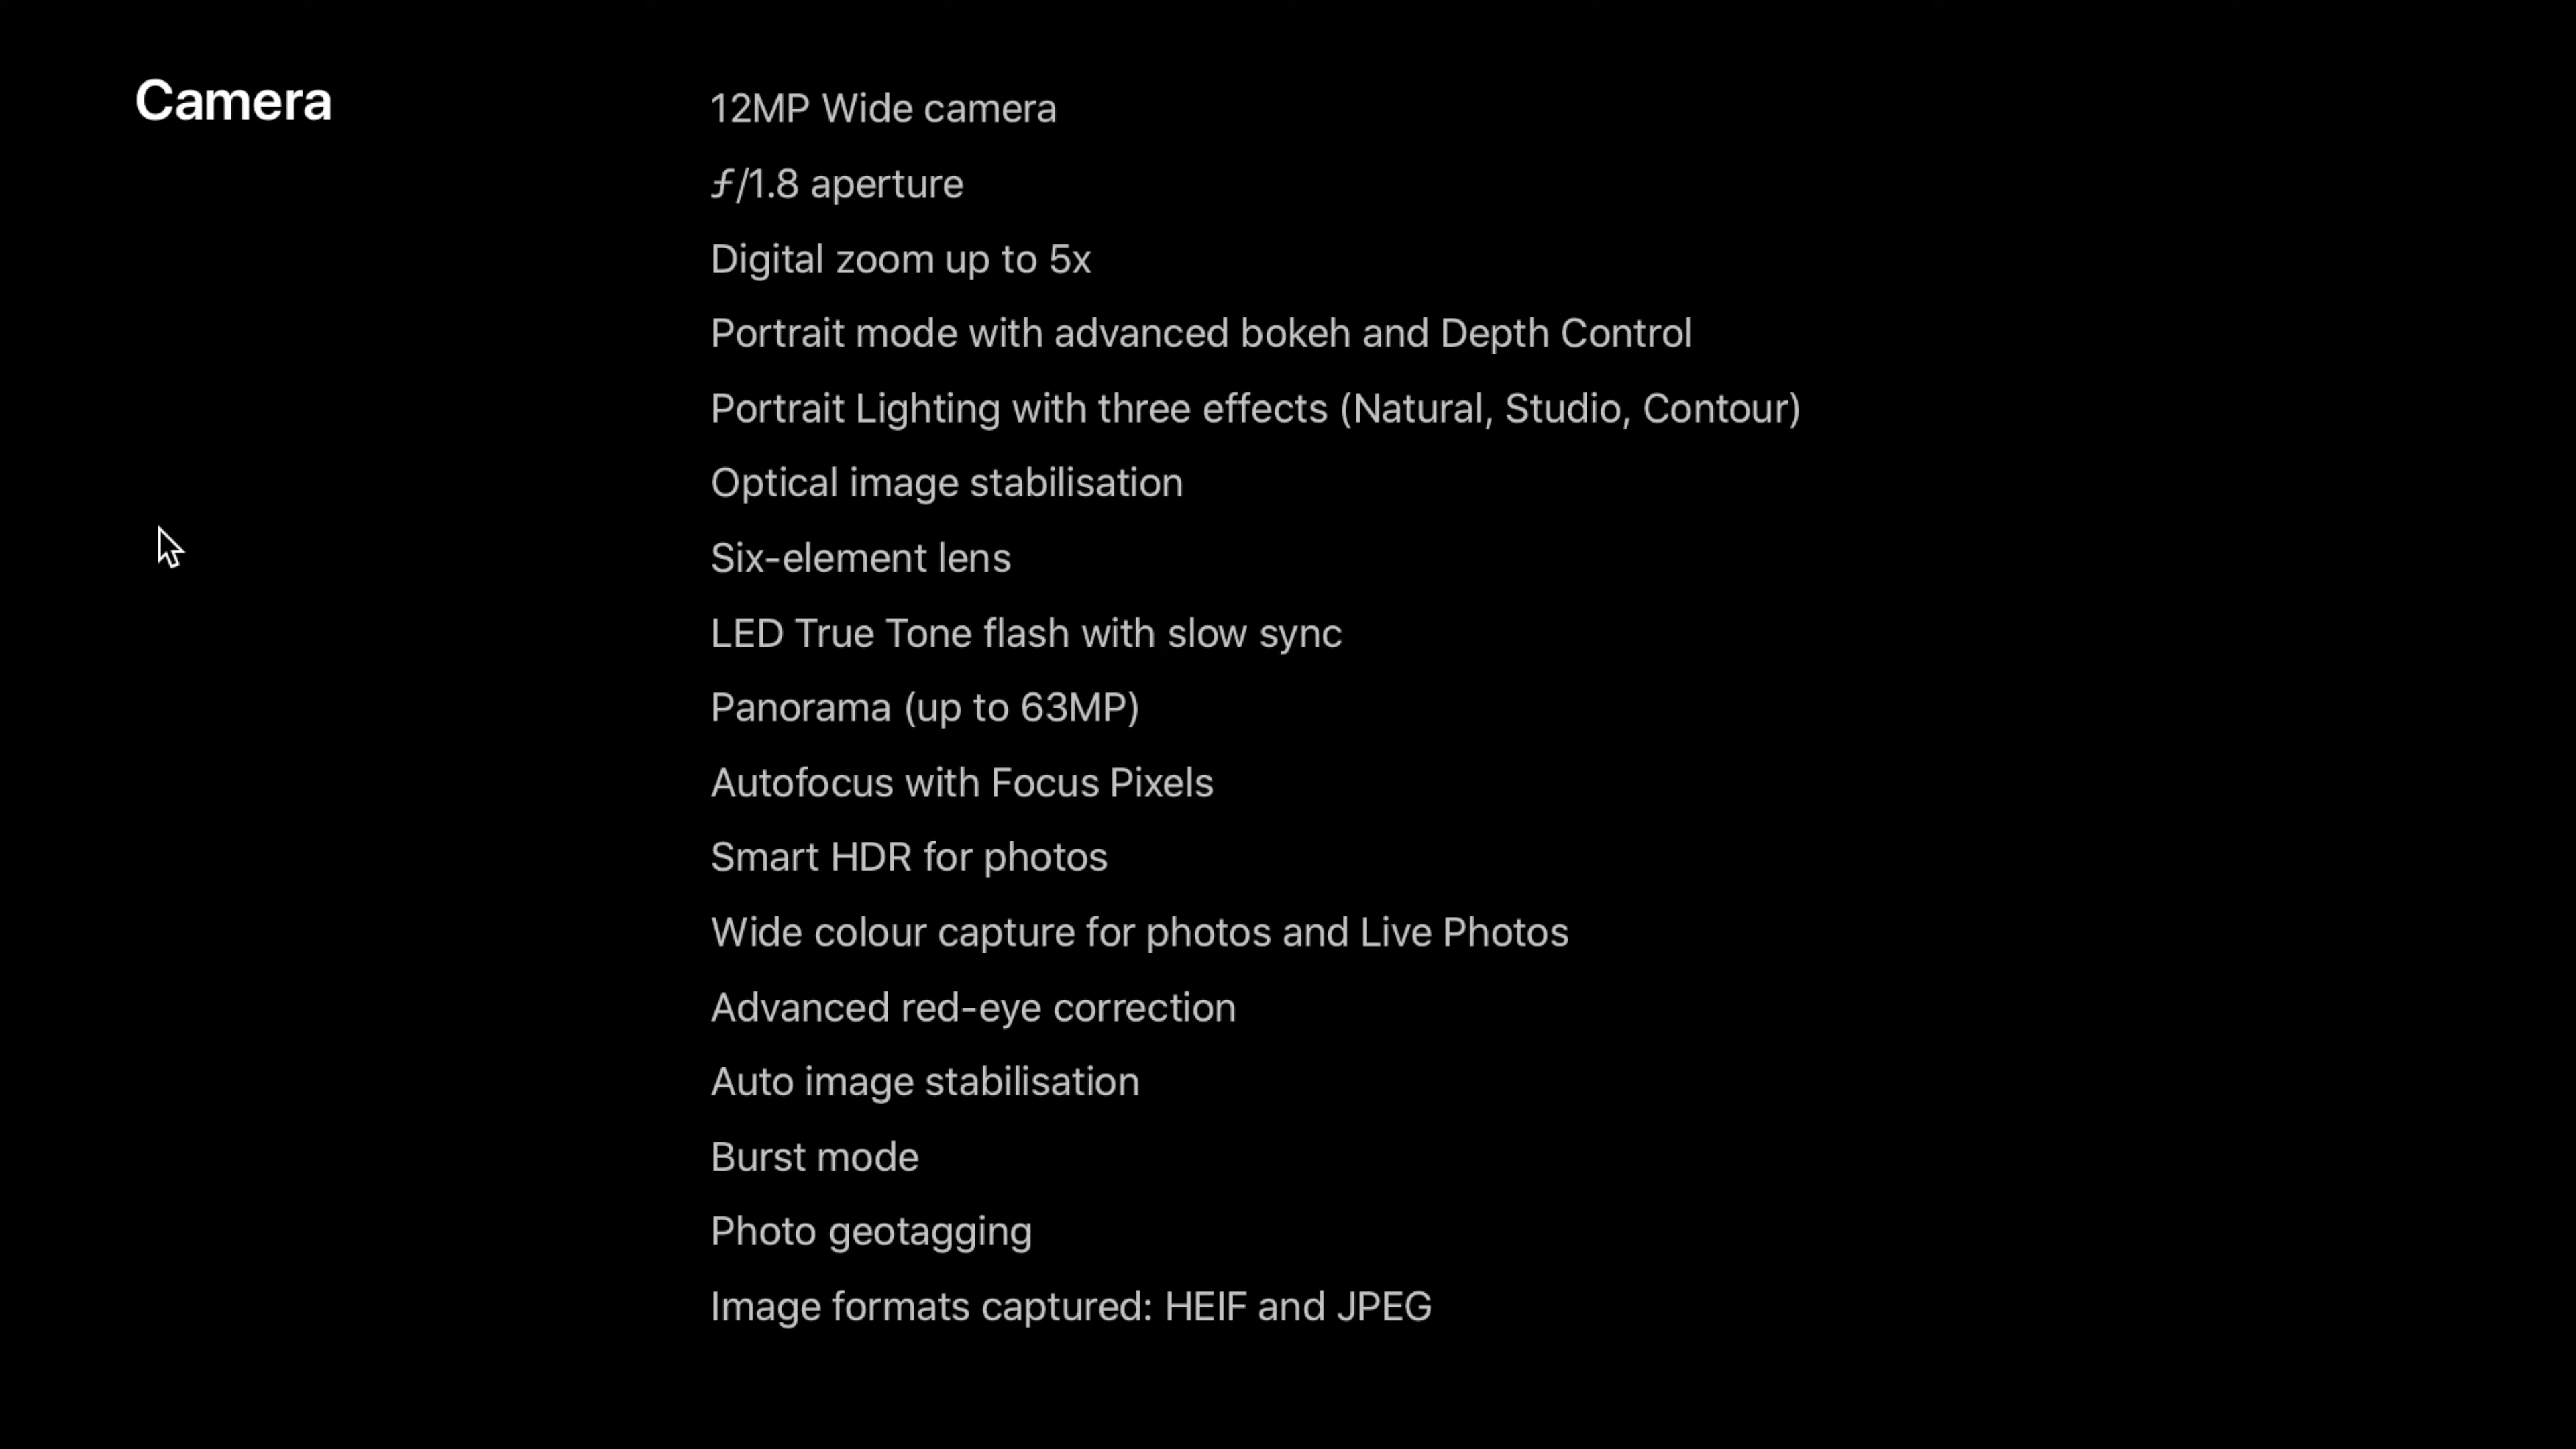 Camera
12MP Wide camera
ƒ/1.8 aperture
Digital zoom up to 5x
Portrait mode with advanced bokeh and Depth Control
Portrait Lighting with three effects (Natural, Studio, Contour)
Optical image stabilisation
Six-element lens
LED True Tone flash with slow sync
Panorama (up to 63MP)
Autofocus with Focus Pixels
Smart HDR for photos
Wide colour capture for photos and Live Photos
Advanced red-eye correction
Auto image stabilisation
Burst mode
Photo geotagging
Image formats captured: HEIF and JPEG